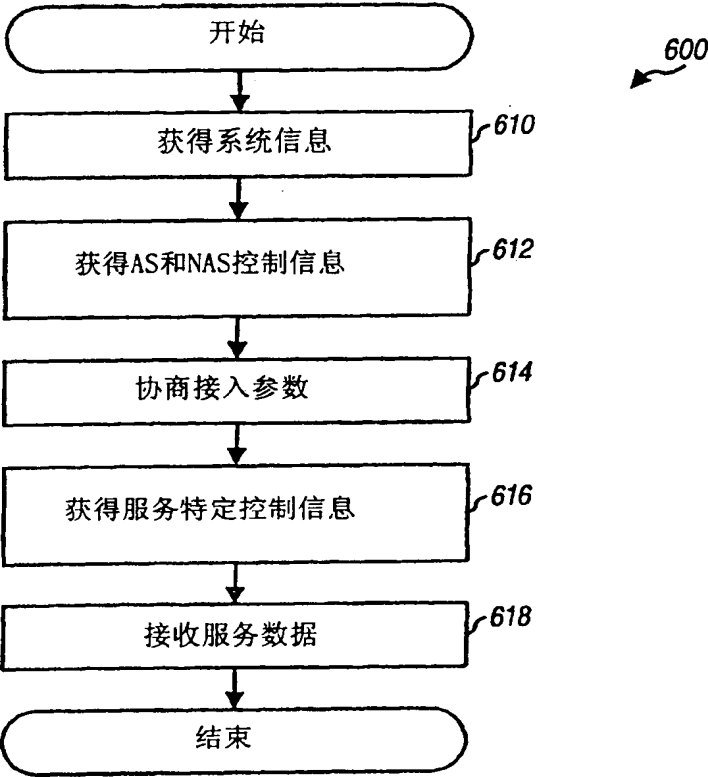 开始
600
获得系统信息
610
获得AS和NAS控制信息
612
协商接入参数
614
获得服务特定控制信息
616
接收服务数据
618
结束